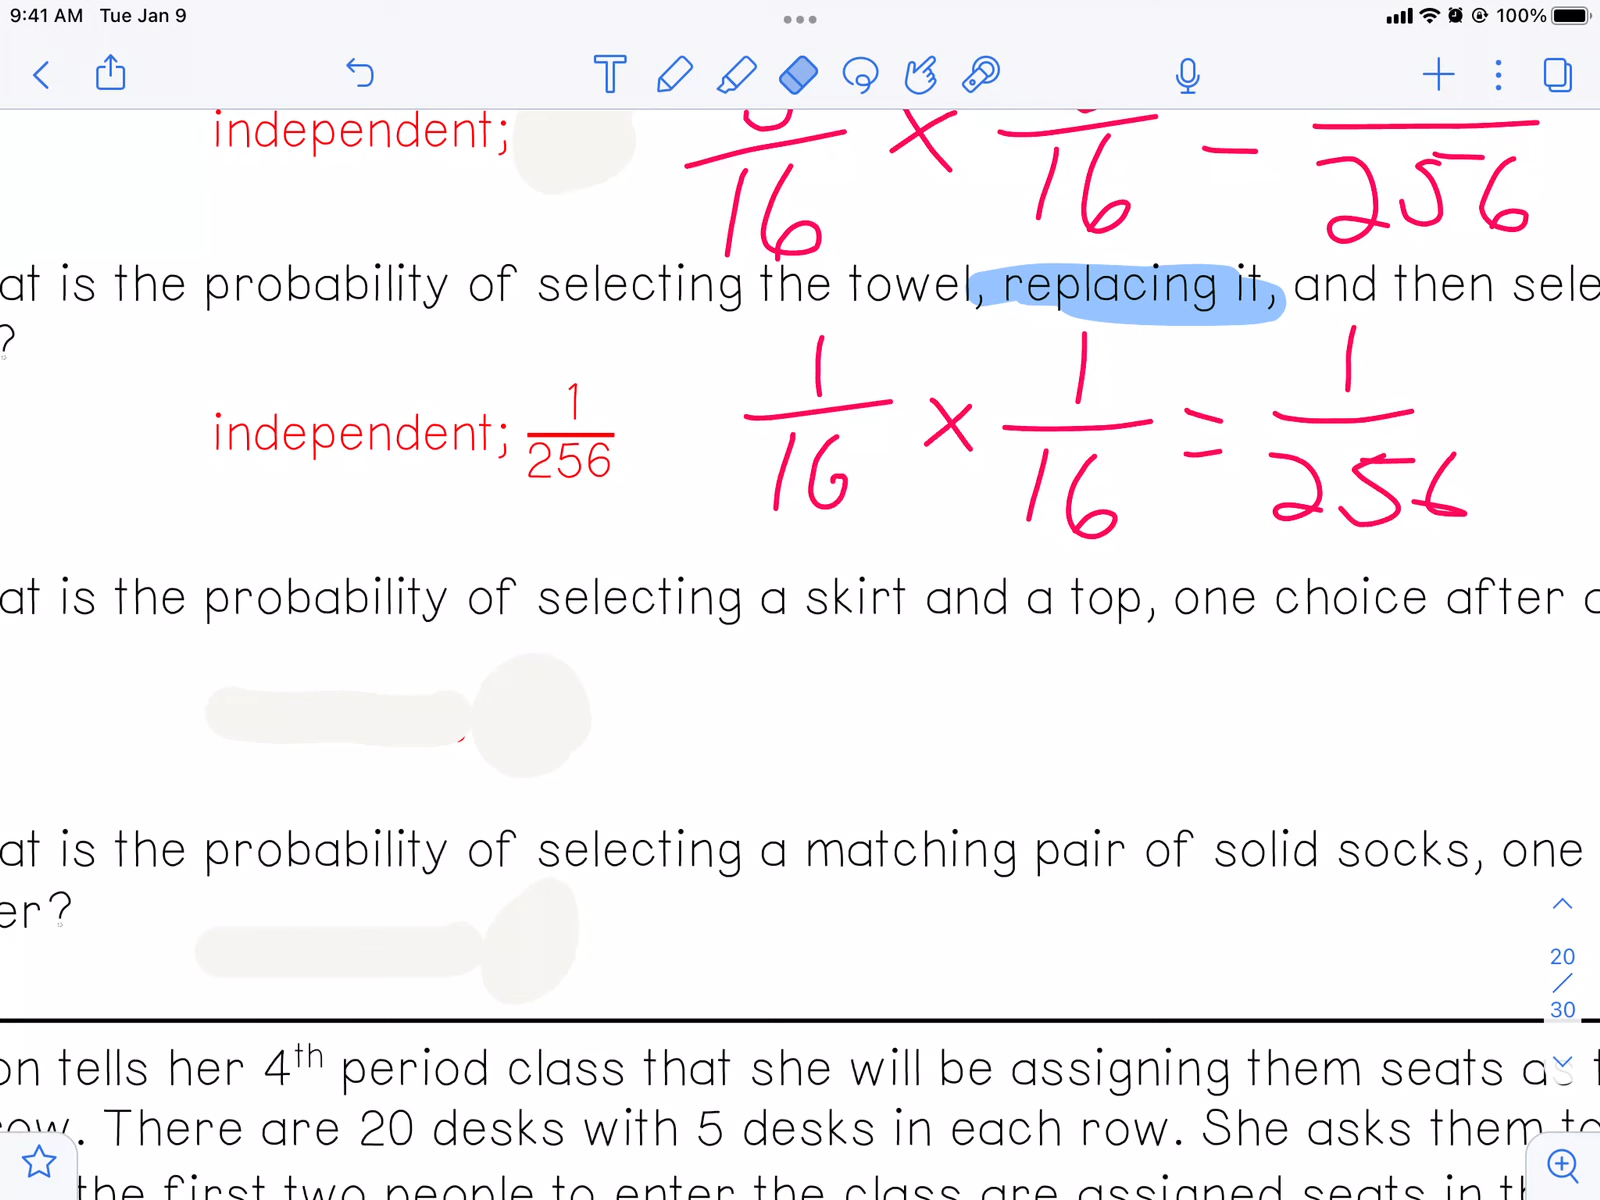 9:41 AM Tue Jan 9
100%
independent;
16 × 16 256
at is the probability of selecting the towel, replacing it, and then sele
?
independent; 1/256 1/16 × 1/16 = 1/256
at is the probability of selecting a skirt and a top, one choice after
at is the probability of selecting a matching pair of solid socks, one
er?
20
/
30
on tells her 4th period class that she will be assigning them seats as
row. There are 20 desks with 5 desks in each row. She asks them to
the first two people to enter the class are assigned seats in